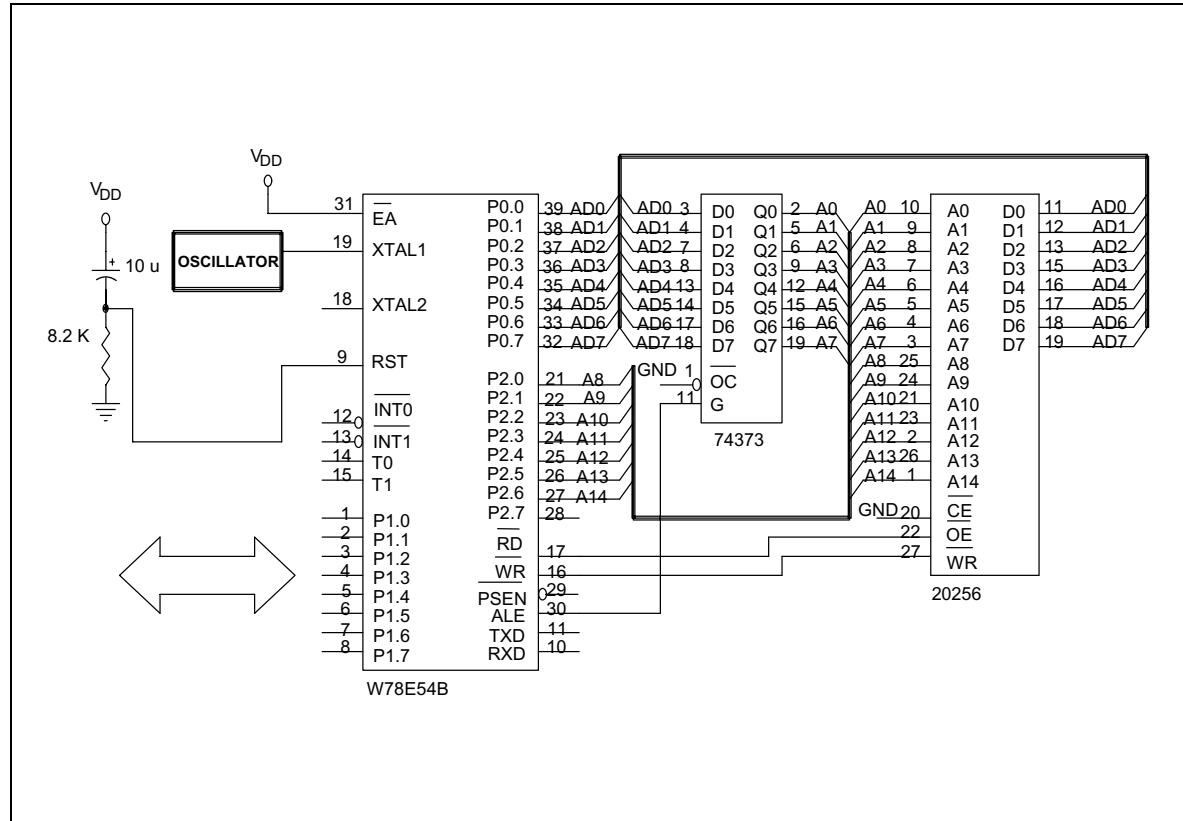 VDD
VDD
10 u
+
8.2 K
OSCILLATOR
31 EA
19 XTAL1
18 XTAL2
9 RST
12 INT0
13 INT1
14 T0
15 T1
1 P1.0
2 P1.1
3 P1.2
4 P1.3
5 P1.4
6 P1.5
7 P1.6
8 P1.7
P0.0 39 AD0
P0.1 38 AD1
P0.2 37 AD2
P0.3 36 AD3
P0.4 35 AD4
P0.5 34 AD5
P0.6 33 AD6
P0.7 32 AD7
P2.0 21 A8
P2.1 22 A9
P2.2 23 A10
P2.3 24 A11
P2.4 25 A12
P2.5 26 A13
P2.6 27 A14
P2.7 28
RD 17
WR 16
PSEN 29
ALE 30
TXD 11
RXD 10
W78E54B
AD0 3 D0 Q0 2 A0
AD1 4 D1 Q1 5 A1
AD2 7 D2 Q2 6 A2
AD3 8 D3 Q3 9 A3
AD4 13 D4 Q4 12 A4
AD5 14 D5 Q5 15 A5
AD6 17 D6 Q6 16 A6
AD7 18 D7 Q7 19 A7
GND 1 OC
11 G
74373
A0 10 A0
A1 9 A1
A2 8 A2
A3 7 A3
A4 6 A4
A5 5 A5
A6 4 A6
A7 3 A7
A8 25 A8
A9 24 A9
A10 21 A10
A11 23 A11
A12 2 A12
A13 26 A13
A14 1 A14
GND 20 CE
22 OE
27 WR
D0 11 AD0
D1 12 AD1
D2 13 AD2
D3 15 AD3
D4 16 AD4
D5 17 AD5
D6 18 AD6
D7 19 AD7
20256